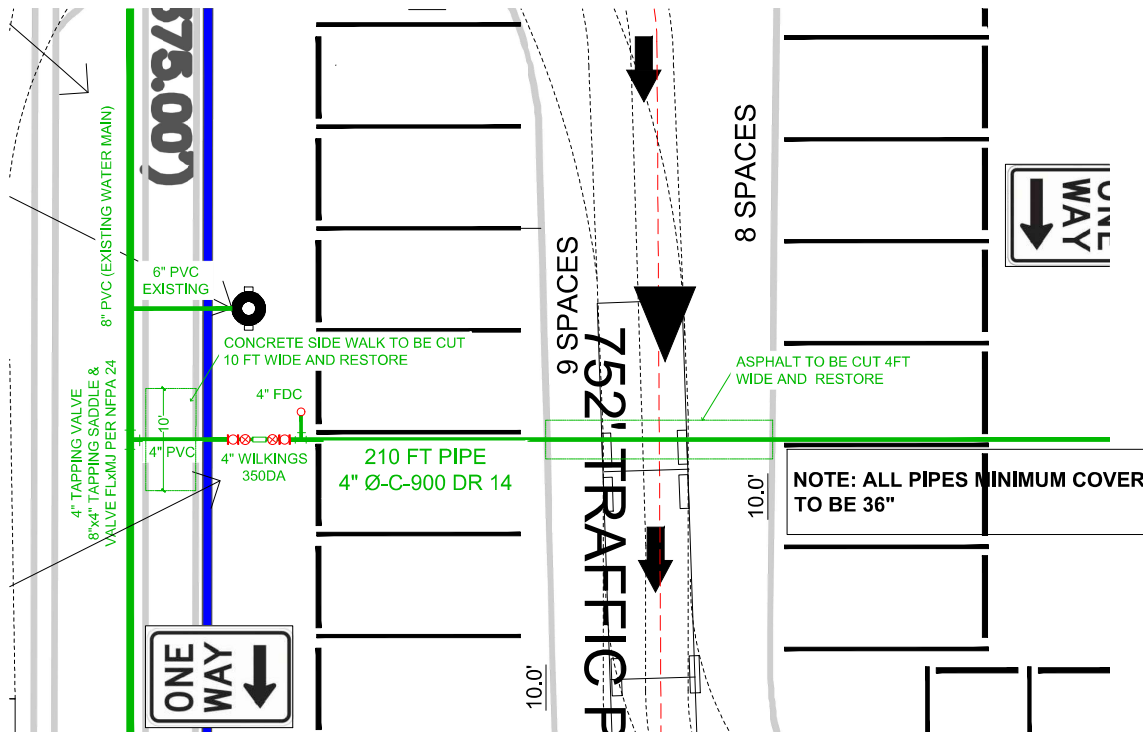 375.00')
8" PVC (EXISTING WATER MAIN)
6" PVC
EXISTING
CONCRETE SIDE WALK TO BE CUT
10 FT WIDE AND RESTORE
4" TAPPING VALVE
8"x4" TAPPING SADDLE &
VALVE FLxMJ PER NFPA 24
10'
4" PVC
4" FDC
4" WILKINGS
350DA
210 FT PIPE
4" Ø-C-900 DR 14
9 SPACES
8 SPACES
752' TRAFFIC
ASPHALT TO BE CUT 4FT
WIDE AND RESTORE
10.0'
10.0'
NOTE: ALL PIPES MINIMUM COVER
TO BE 36"
ONE
WAY
ONE
WAY